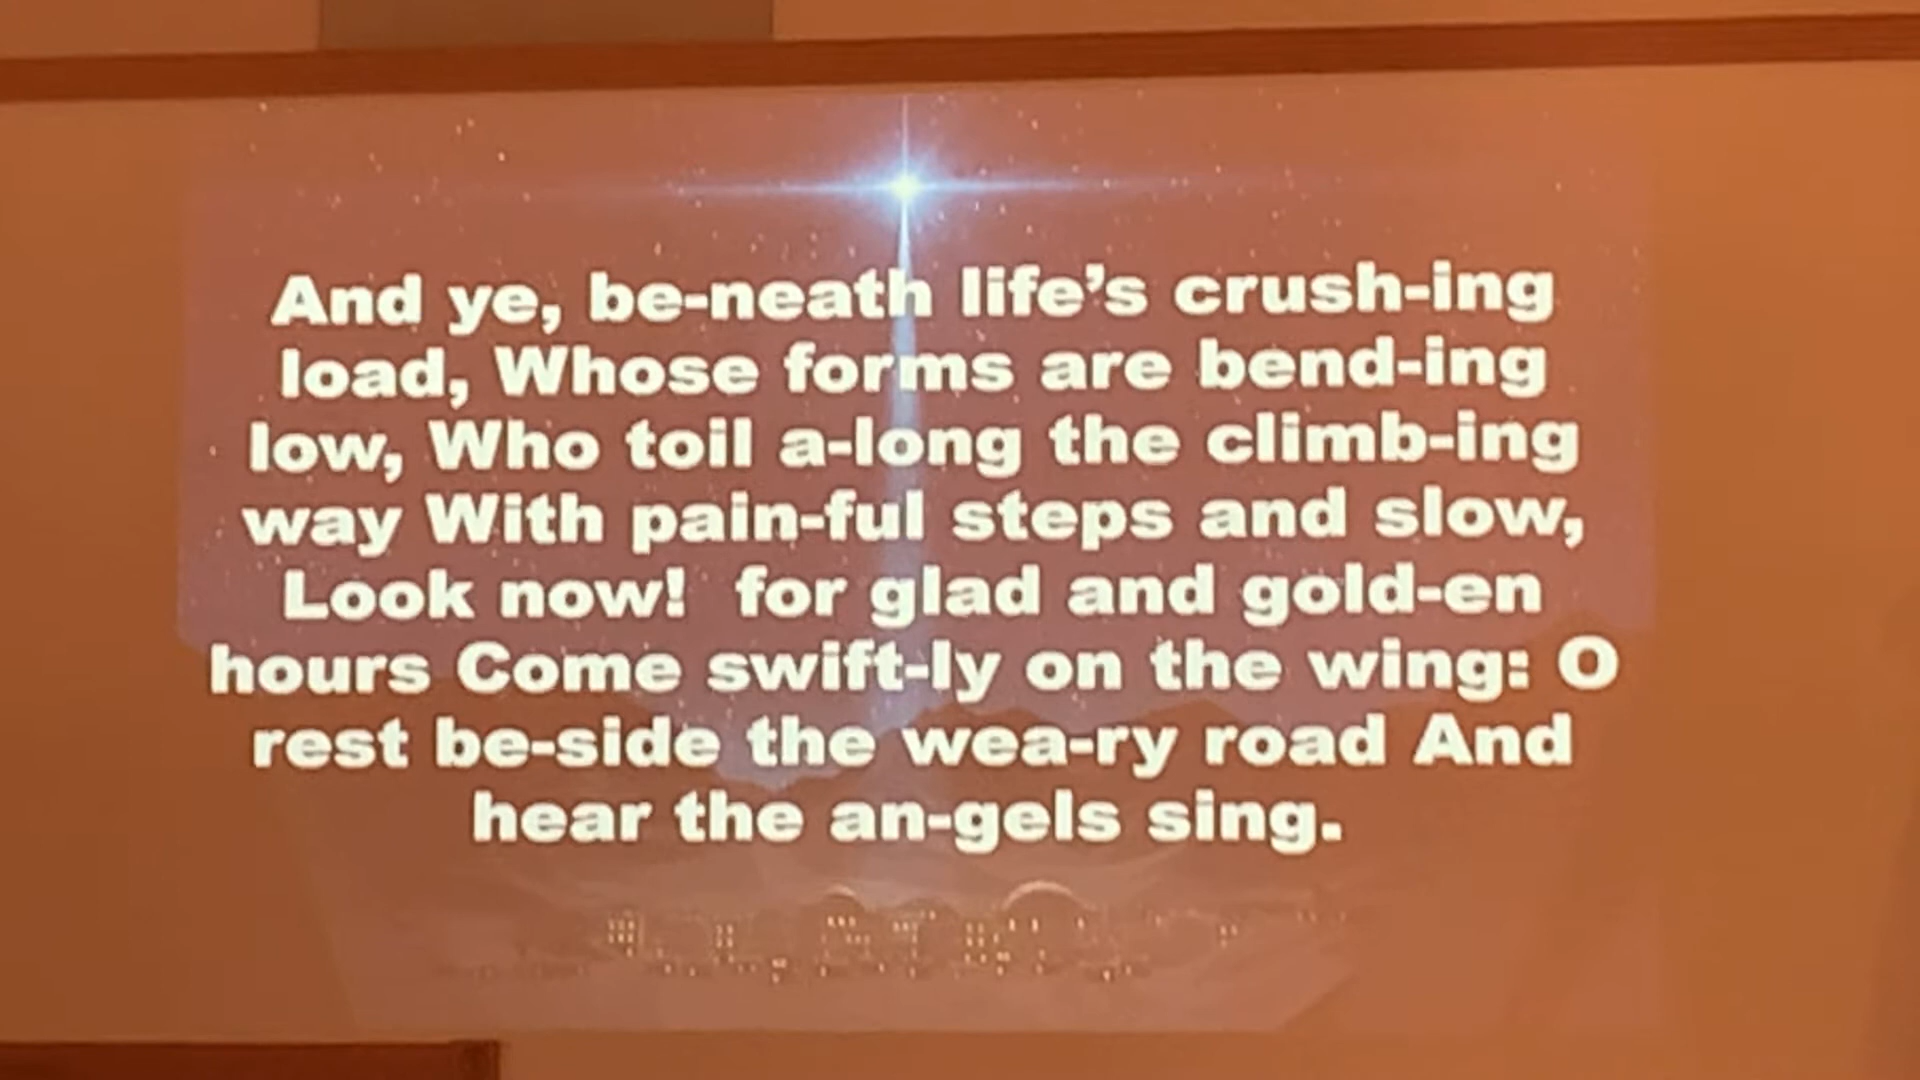 And ye, be-neath life's crush-ing
load, Whose forms are bend-ing
low, Who toil a-long the climb-ing
way With pain-ful steps and slow,
Look now!  for glad and gold-en
hours Come swift-ly on the wing: O
rest be-side the wea-ry road And
hear the an-gels sing.